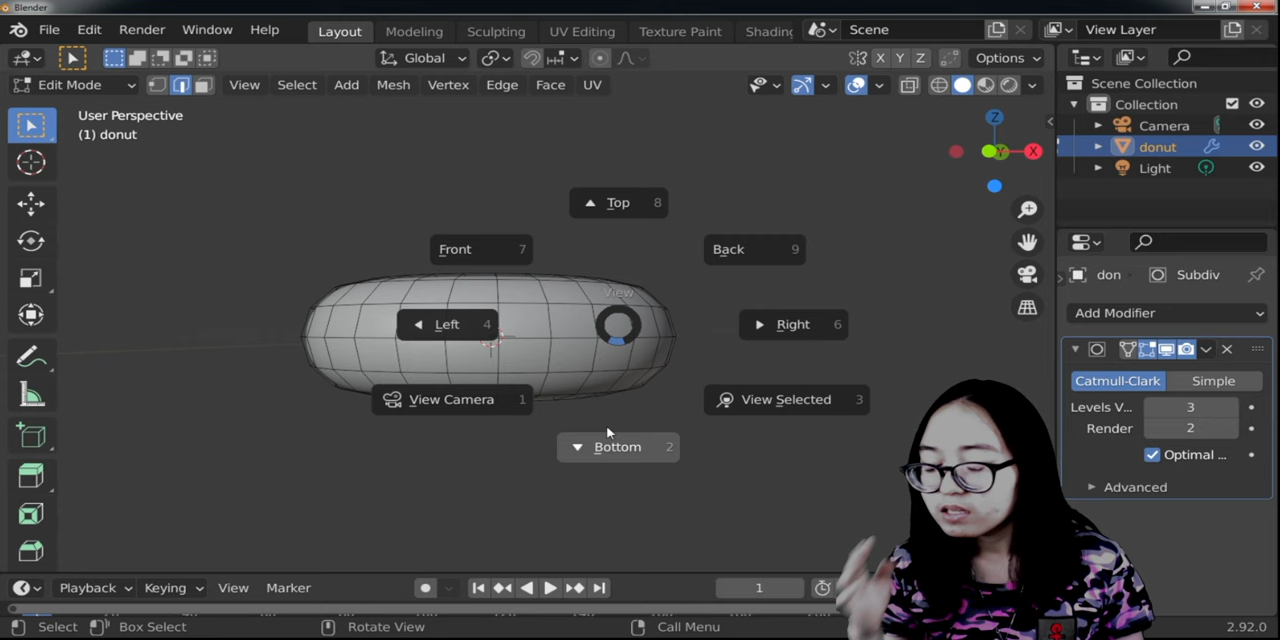 Blender
File Edit Render Window Help Layout Modeling Sculpting UV Editing Texture Paint Shading Scene View Layer
Global X Y Z Options
Edit Mode View Select Add Mesh Vertex Edge Face UV
User Perspective
(1) donut
Z
Y
X
Scene Collection
Collection
Camera
donut
Light
Top 8
Front 7
Back 9
View
Left 4
Right 6
View Camera 1
View Selected 3
Bottom 2
don Subdiv
Add Modifier
Catmull-Clark Simple
Levels V... 3
Render 2
Optimal ...
Advanced
Playback Keying View Marker 1
Select Box Select Rotate View Call Menu 2.92.0